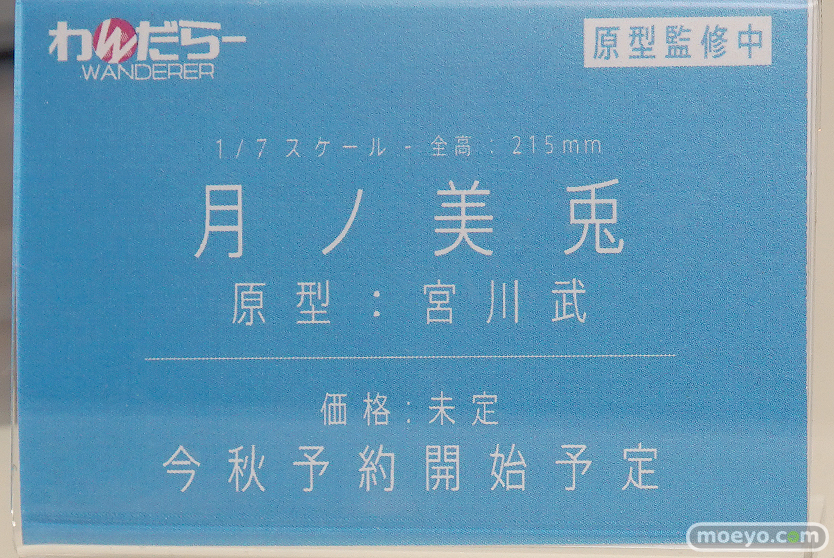 わんだらー
WANDERER
原型監修中
1/7スケール - 全高:215mm
月ノ美兎
原型:宮川武
価格:未定
今秋予約開始予定
moeyo.com